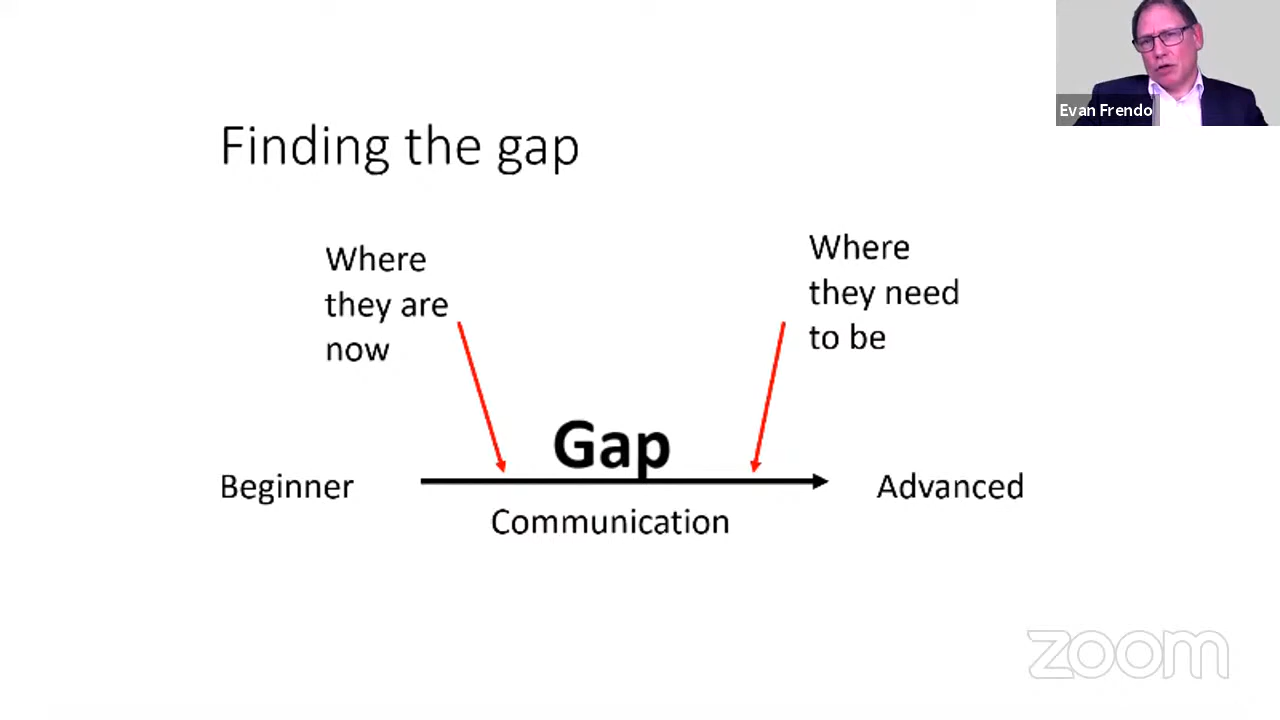 Evan Frendo
Finding the gap
Where
they are
now
Where
they need
to be
Gap
Beginner
Advanced
Communication
zoom